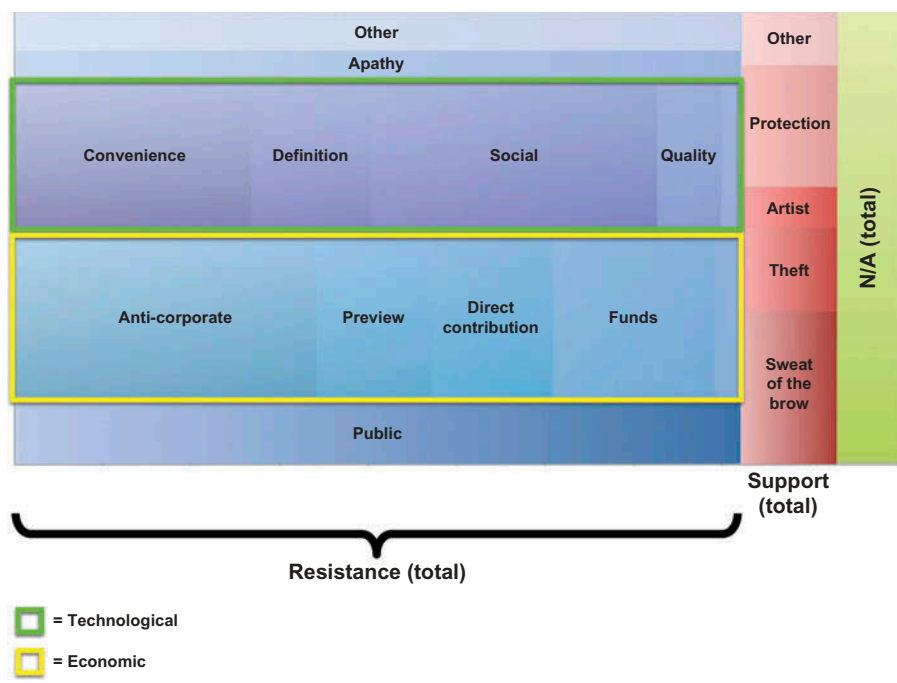 Other
Apathy
Convenience
Definition
Social
Quality
Anti-corporate
Preview
Direct
contribution
Funds
Public
Other
Protection
Artist
Theft
Sweat
of the
brow
N/A (total)
Support
(total)
Resistance (total)
= Technological
= Economic